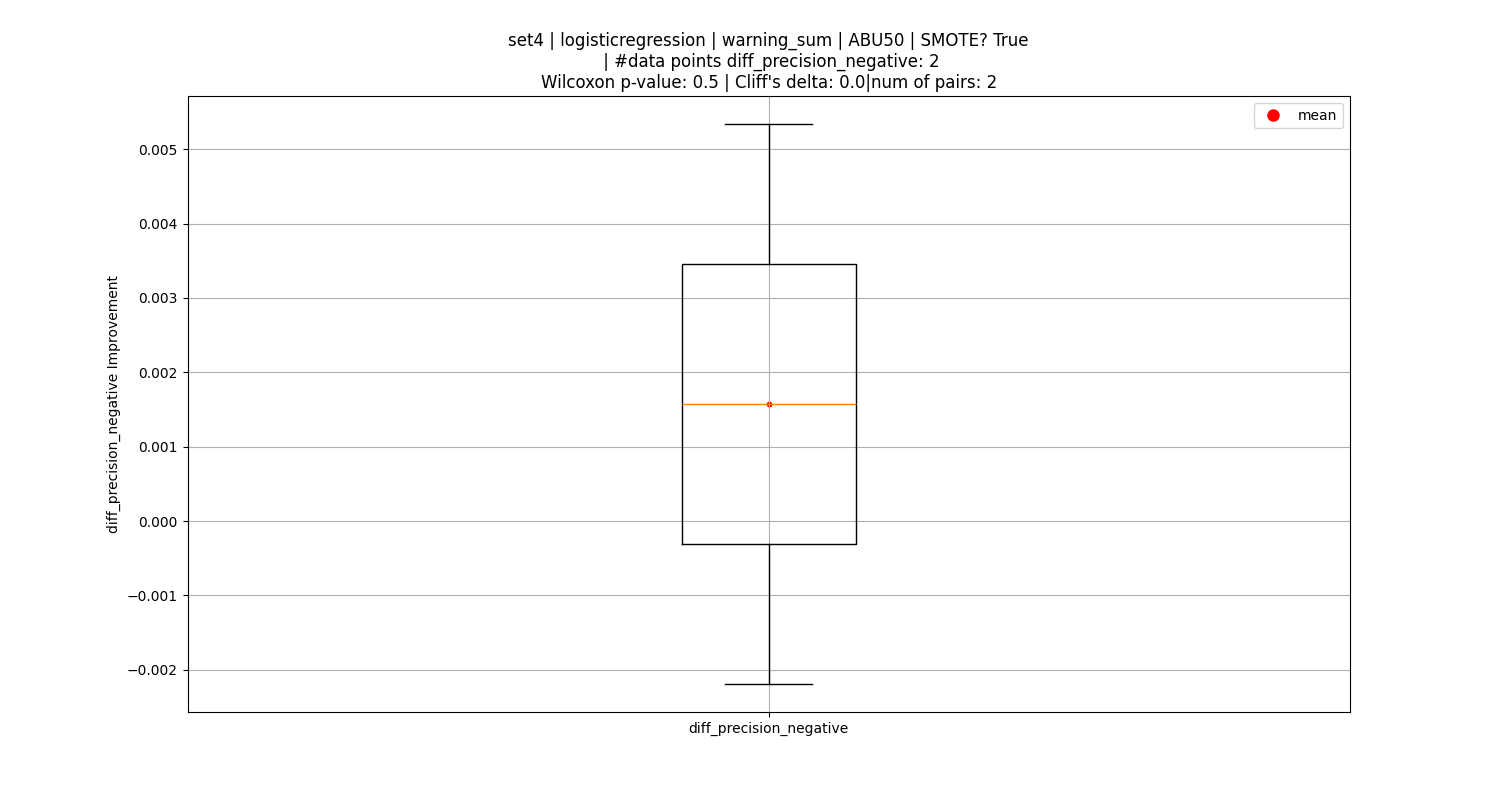 set4 | logisticregression | warning_sum | ABU50 | SMOTE? True
| #data points diff_precision_negative: 2
Wilcoxon p-value: 0.5 | Cliff's delta: 0.0|num of pairs: 2
mean
0.005
0.004
0.003
0.002
0.001
0.000
−0.001
−0.002
diff_precision_negative Improvement
diff_precision_negative